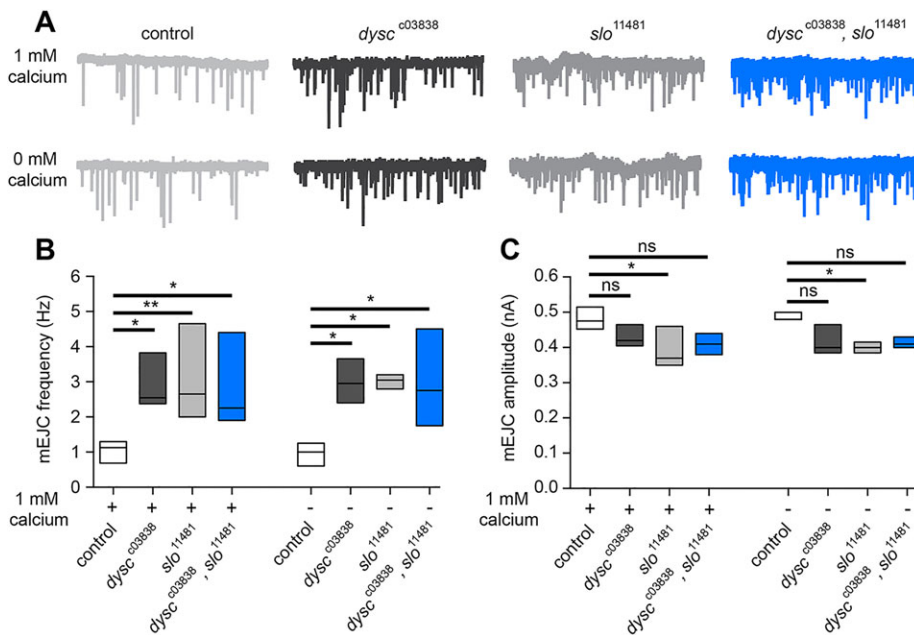 A
control
dysc c03838
slo 11481
dysc c03838, slo 11481
1 mM
calcium
0 mM
calcium
B
mEJC frequency (Hz)
6
5
4
3
2
1
0
*
**
*
*
*
*
1 mM
calcium
+ + + +
- - - -
control
dysc c03838
slo 11481
dysc c03838, slo 11481
control
dysc c03838
slo 11481
dysc c03838, slo 11481
C
mEJC amplitude (nA)
0.6
0.5
0.4
0.3
0.2
0.1
0.0
ns
*
ns
ns
*
ns
1 mM
calcium
+ + + +
- - - -
control
dysc c03838
slo 11481
dysc c03838, slo 11481
control
dysc c03838
slo 11481
dysc c03838, slo 11481